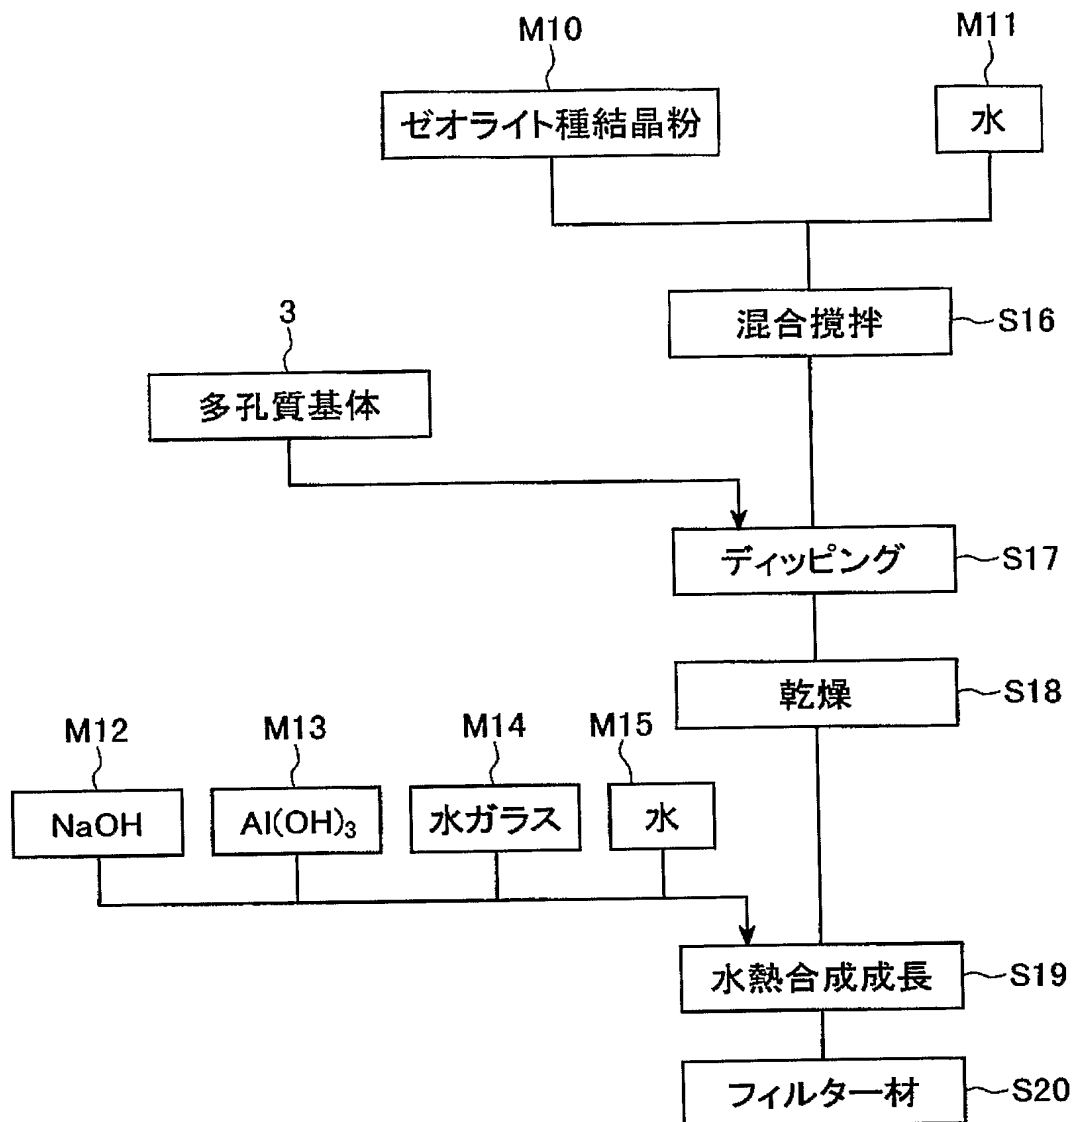 M10
M11
ゼオライト種結晶粉
水
混合撹拌
S16
3
多孔質基体
ディッピング
S17
乾燥
S18
M12
M13
M14
M15
NaOH
Al(OH)₃
水ガラス
水
水熱合成成長
S19
フィルター材
S20